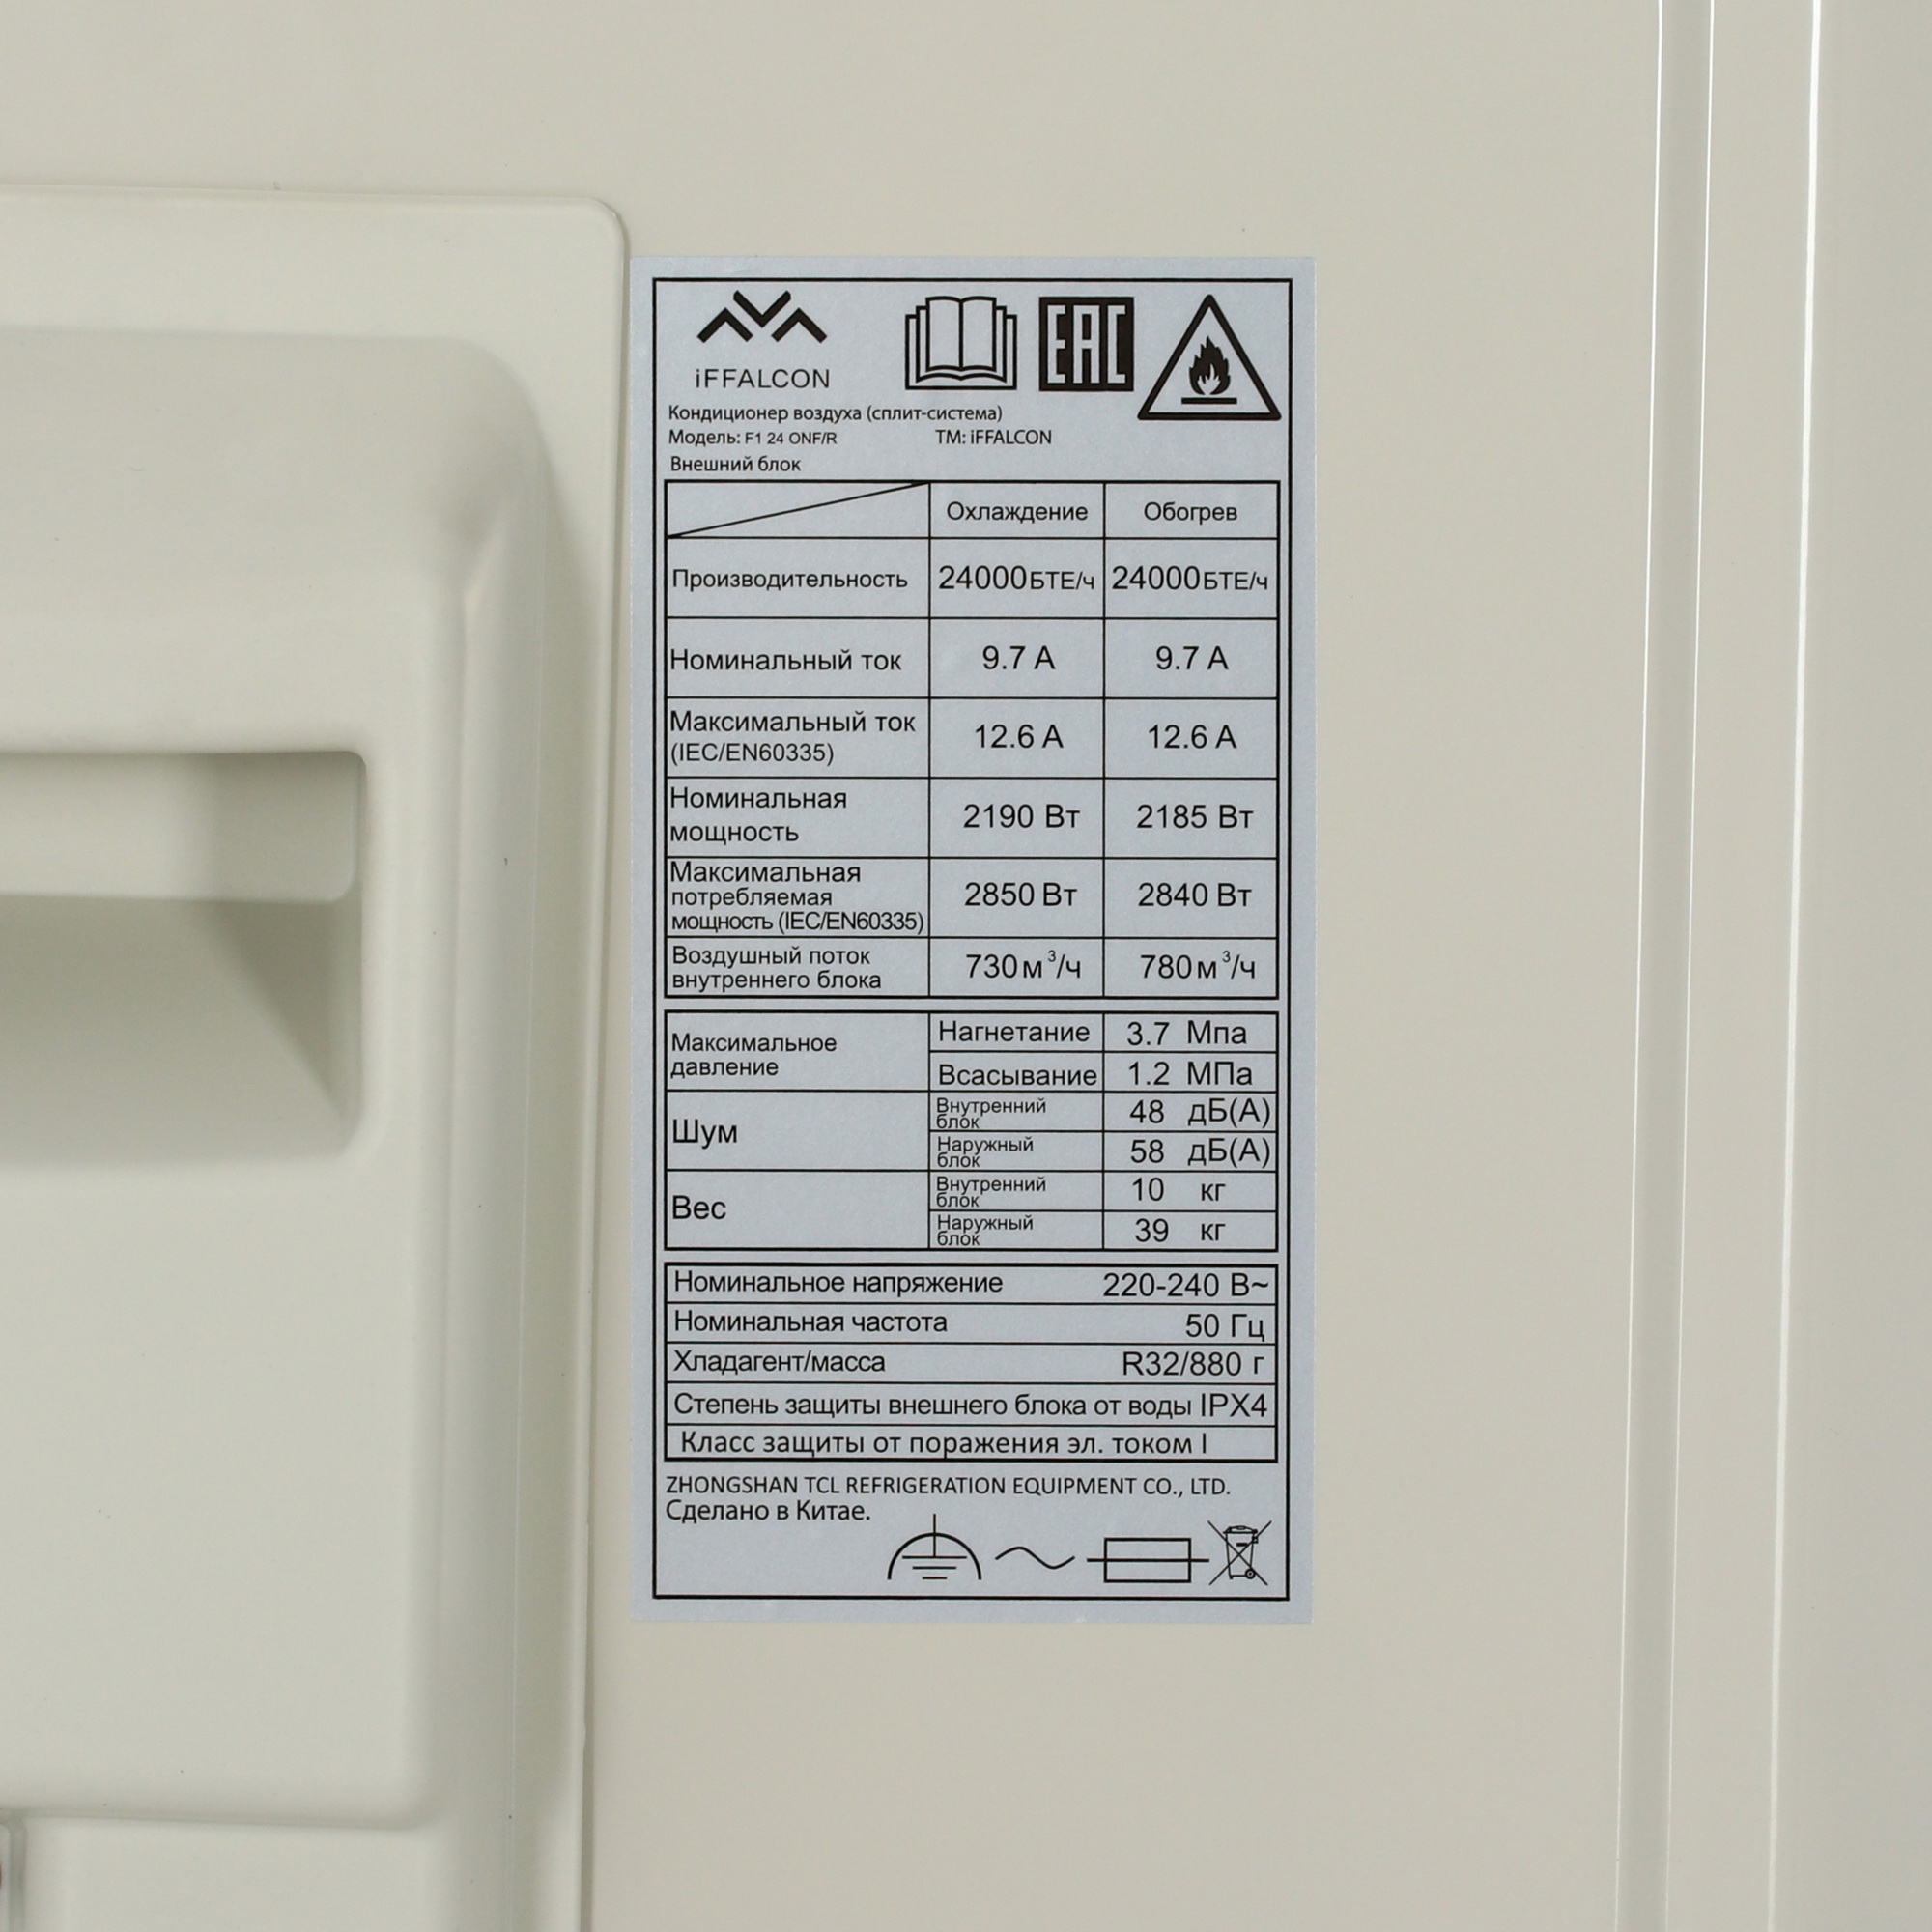 iFFALCON
EAC
Кондиционер воздуха (сплит-система)
Модель: F1 24 ONF/R TM: iFFALCON
Внешний блок
Охлаждение Обогрев
Производительность 24000БТЕ/ч 24000БТЕ/ч
Номинальный ток 9.7 А 9.7 А
Максимальный ток
(IEC/EN60335) 12.6 А 12.6 А
Номинальная
мощность 2190 Вт 2185 Вт
Максимальная
потребляемая
мощность (IEC/EN60335) 2850 Вт 2840 Вт
Воздушный поток
внутреннего блока 730м³/ч 780м³/ч
Максимальное
давление
Нагнетание 3.7 Мпа
Всасывание 1.2 МПа
Шум
Внутренний
блок 48 дБ(А)
Наружный
блок 58 дБ(А)
Вес
Внутренний
блок 10 кг
Наружный
блок 39 кг
Номинальное напряжение 220-240 В~
Номинальная частота 50 Гц
Хладагент/масса R32/880 г
Степень защиты внешнего блока от воды IPX4
Класс защиты от поражения эл. током I
ZHONGSHAN TCL REFRIGERATION EQUIPMENT CO., LTD.
Сделано в Китае.